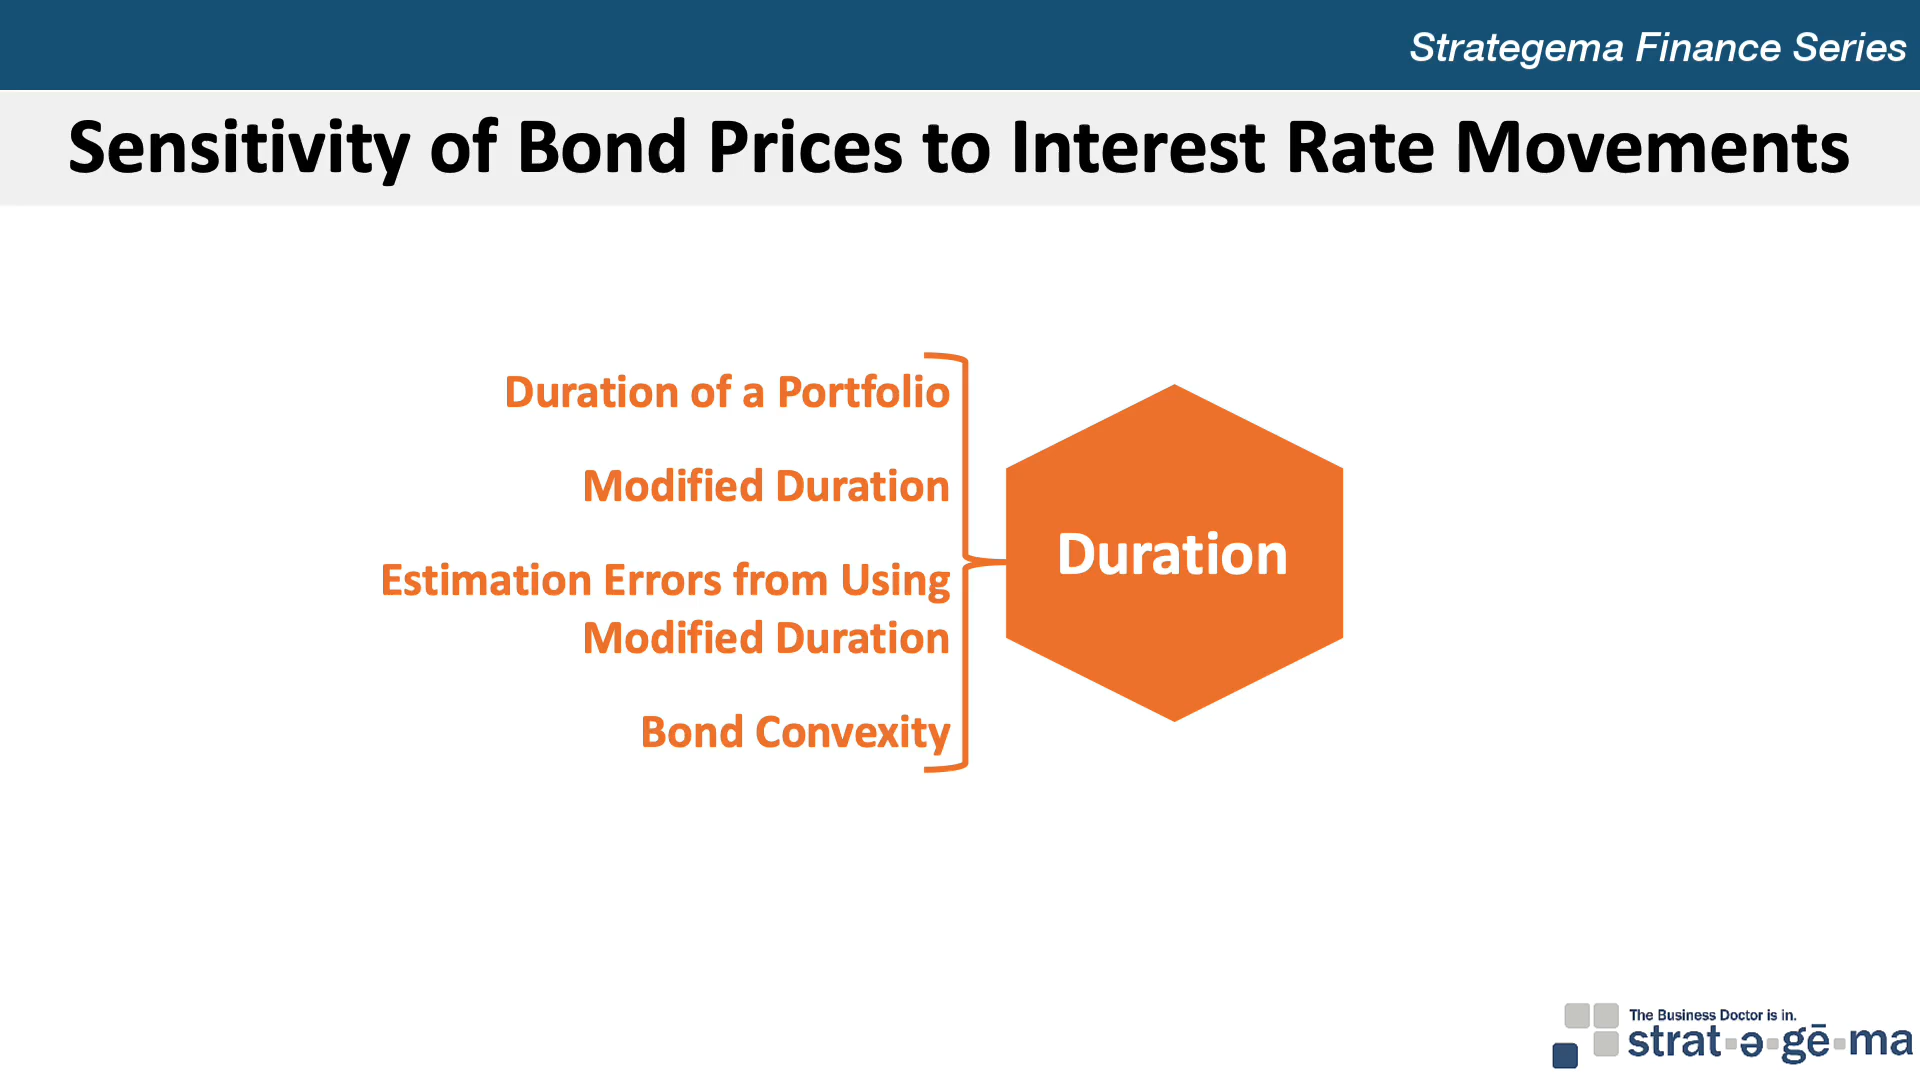 Strategema Finance Series
Sensitivity of Bond Prices to Interest Rate Movements
Duration of a Portfolio
Modified Duration
Estimation Errors from Using
Modified Duration
Bond Convexity
Duration
The Business Doctor is in.
strat-ə-gē-ma